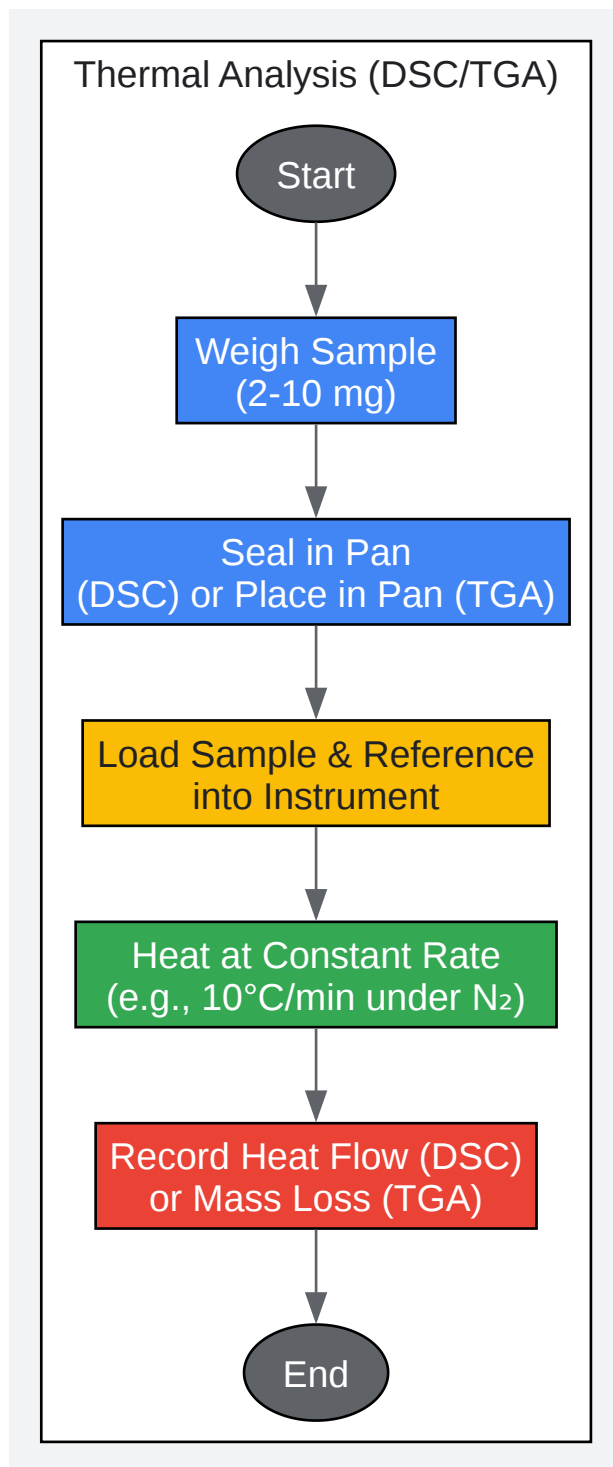 Thermal Analysis (DSC/TGA)
Start
Weigh Sample
(2-10 mg)
Seal in Pan
(DSC) or Place in Pan (TGA)
Load Sample & Reference
into Instrument
Heat at Constant Rate
(e.g., 10°C/min under N₂)
Record Heat Flow (DSC)
or Mass Loss (TGA)
End